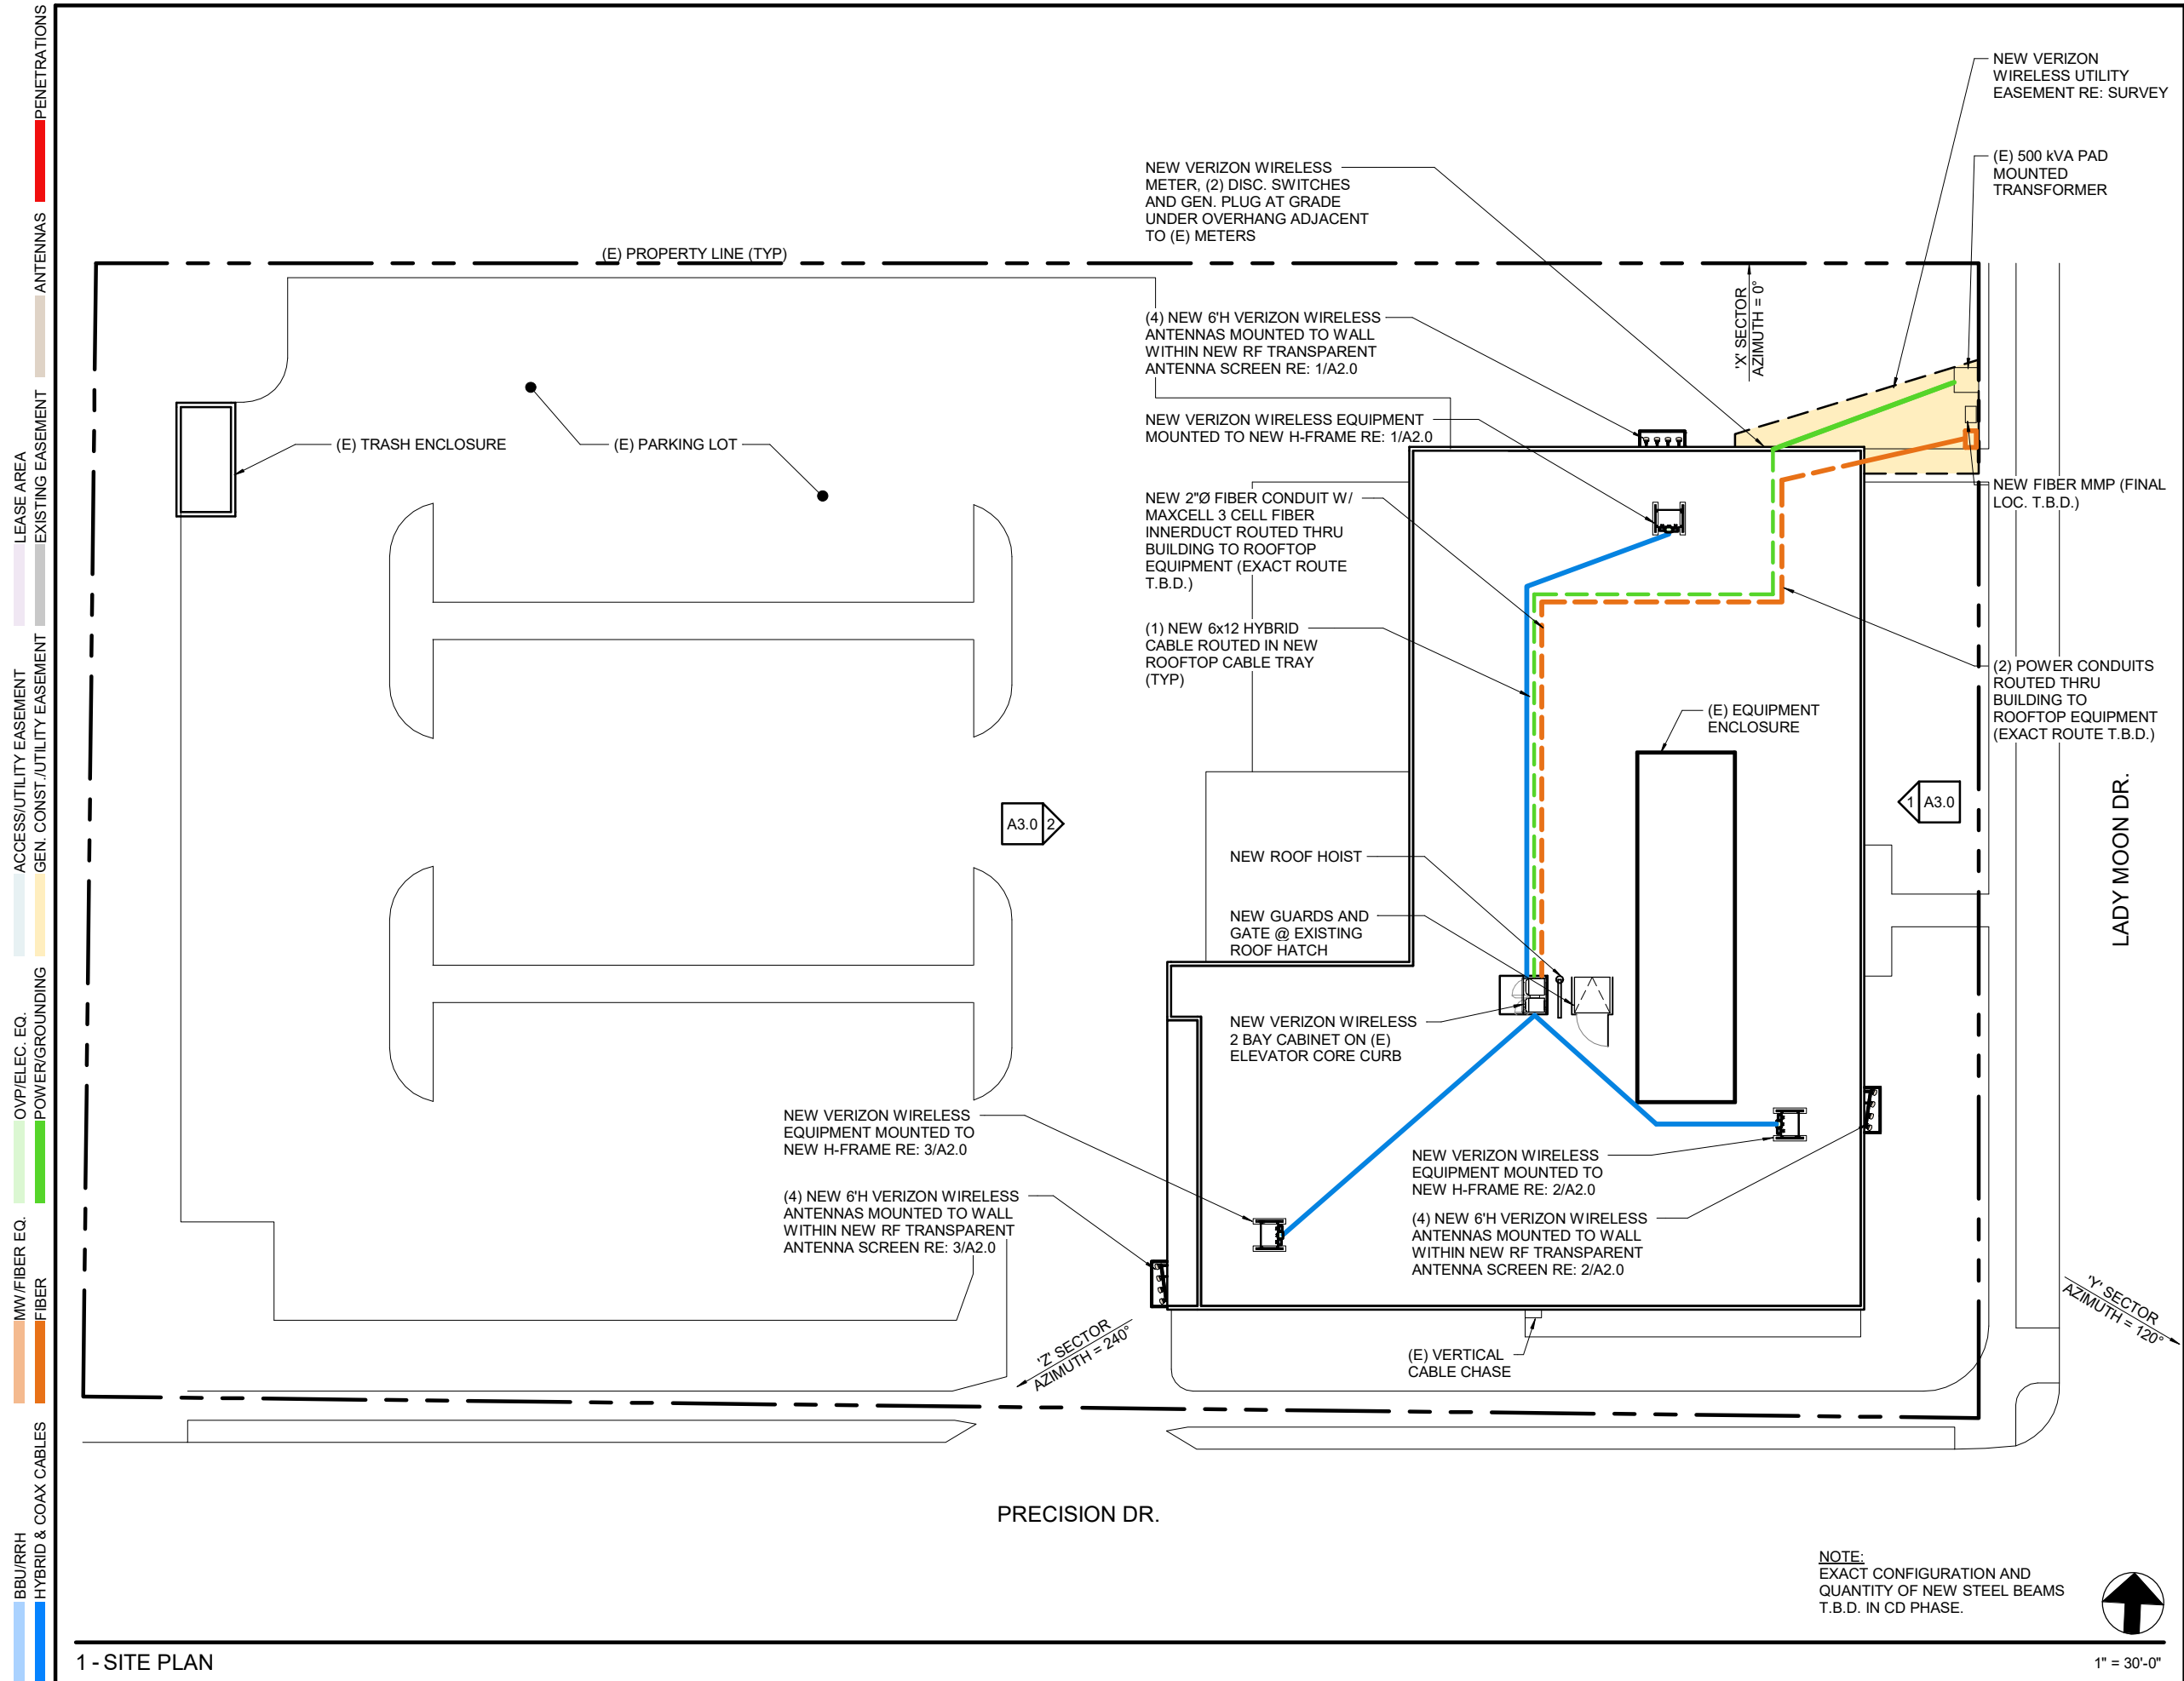 PENETRATIONS
ANTENNAS
LEASE AREA
EXISTING EASEMENT
ACCESS/UTILITY EASEMENT
GEN. CONST./UTILITY EASEMENT
OVP/ELEC. EQ.
POWER/GROUNDING
MW/FIBER EQ.
FIBER
BBU/RRH
HYBRID & COAX CABLES
NEW VERIZON
WIRELESS UTILITY
EASEMENT RE: SURVEY
(E) 500 kVA PAD
MOUNTED
TRANSFORMER
NEW VERIZON WIRELESS
METER, (2) DISC. SWITCHES
AND GEN. PLUG AT GRADE
UNDER OVERHANG ADJACENT
TO (E) METERS
(E) PROPERTY LINE (TYP)
'X' SECTOR
AZIMUTH = 0°
(4) NEW 6'H VERIZON WIRELESS
ANTENNAS MOUNTED TO WALL
WITHIN NEW RF TRANSPARENT
ANTENNA SCREEN RE: 1/A2.0
(E) TRASH ENCLOSURE
(E) PARKING LOT
NEW VERIZON WIRELESS EQUIPMENT
MOUNTED TO NEW H-FRAME RE: 1/A2.0
NEW FIBER MMP (FINAL
LOC. T.B.D.)
NEW 2"Ø FIBER CONDUIT W/
MAXCELL 3 CELL FIBER
INNERDUCT ROUTED THRU
BUILDING TO ROOFTOP
EQUIPMENT (EXACT ROUTE
T.B.D.)
(1) NEW 6x12 HYBRID
CABLE ROUTED IN NEW
ROOFTOP CABLE TRAY
(TYP)
(2) POWER CONDUITS
ROUTED THRU
BUILDING TO
ROOFTOP EQUIPMENT
(EXACT ROUTE T.B.D.)
(E) EQUIPMENT
ENCLOSURE
A3.0 2
1 A3.0
LADY MOON DR.
NEW ROOF HOIST
NEW GUARDS AND
GATE @ EXISTING
ROOF HATCH
NEW VERIZON WIRELESS
2 BAY CABINET ON (E)
ELEVATOR CORE CURB
NEW VERIZON WIRELESS
EQUIPMENT MOUNTED TO
NEW H-FRAME RE: 3/A2.0
(4) NEW 6'H VERIZON WIRELESS
ANTENNAS MOUNTED TO WALL
WITHIN NEW RF TRANSPARENT
ANTENNA SCREEN RE: 3/A2.0
NEW VERIZON WIRELESS
EQUIPMENT MOUNTED TO
NEW H-FRAME RE: 2/A2.0
(4) NEW 6'H VERIZON WIRELESS
ANTENNAS MOUNTED TO WALL
WITHIN NEW RF TRANSPARENT
ANTENNA SCREEN RE: 2/A2.0
'Z' SECTOR
AZIMUTH = 240°
'Y' SECTOR
AZIMUTH = 120°
(E) VERTICAL
CABLE CHASE
PRECISION DR.
NOTE:
EXACT CONFIGURATION AND
QUANTITY OF NEW STEEL BEAMS
T.B.D. IN CD PHASE.
1 - SITE PLAN
1" = 30'-0"